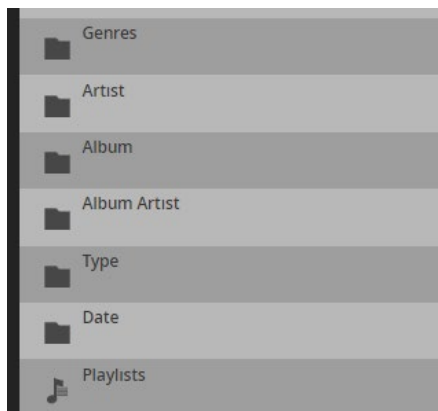 Genres
Artist
Album
Album Artist
Type
Date
Playlists